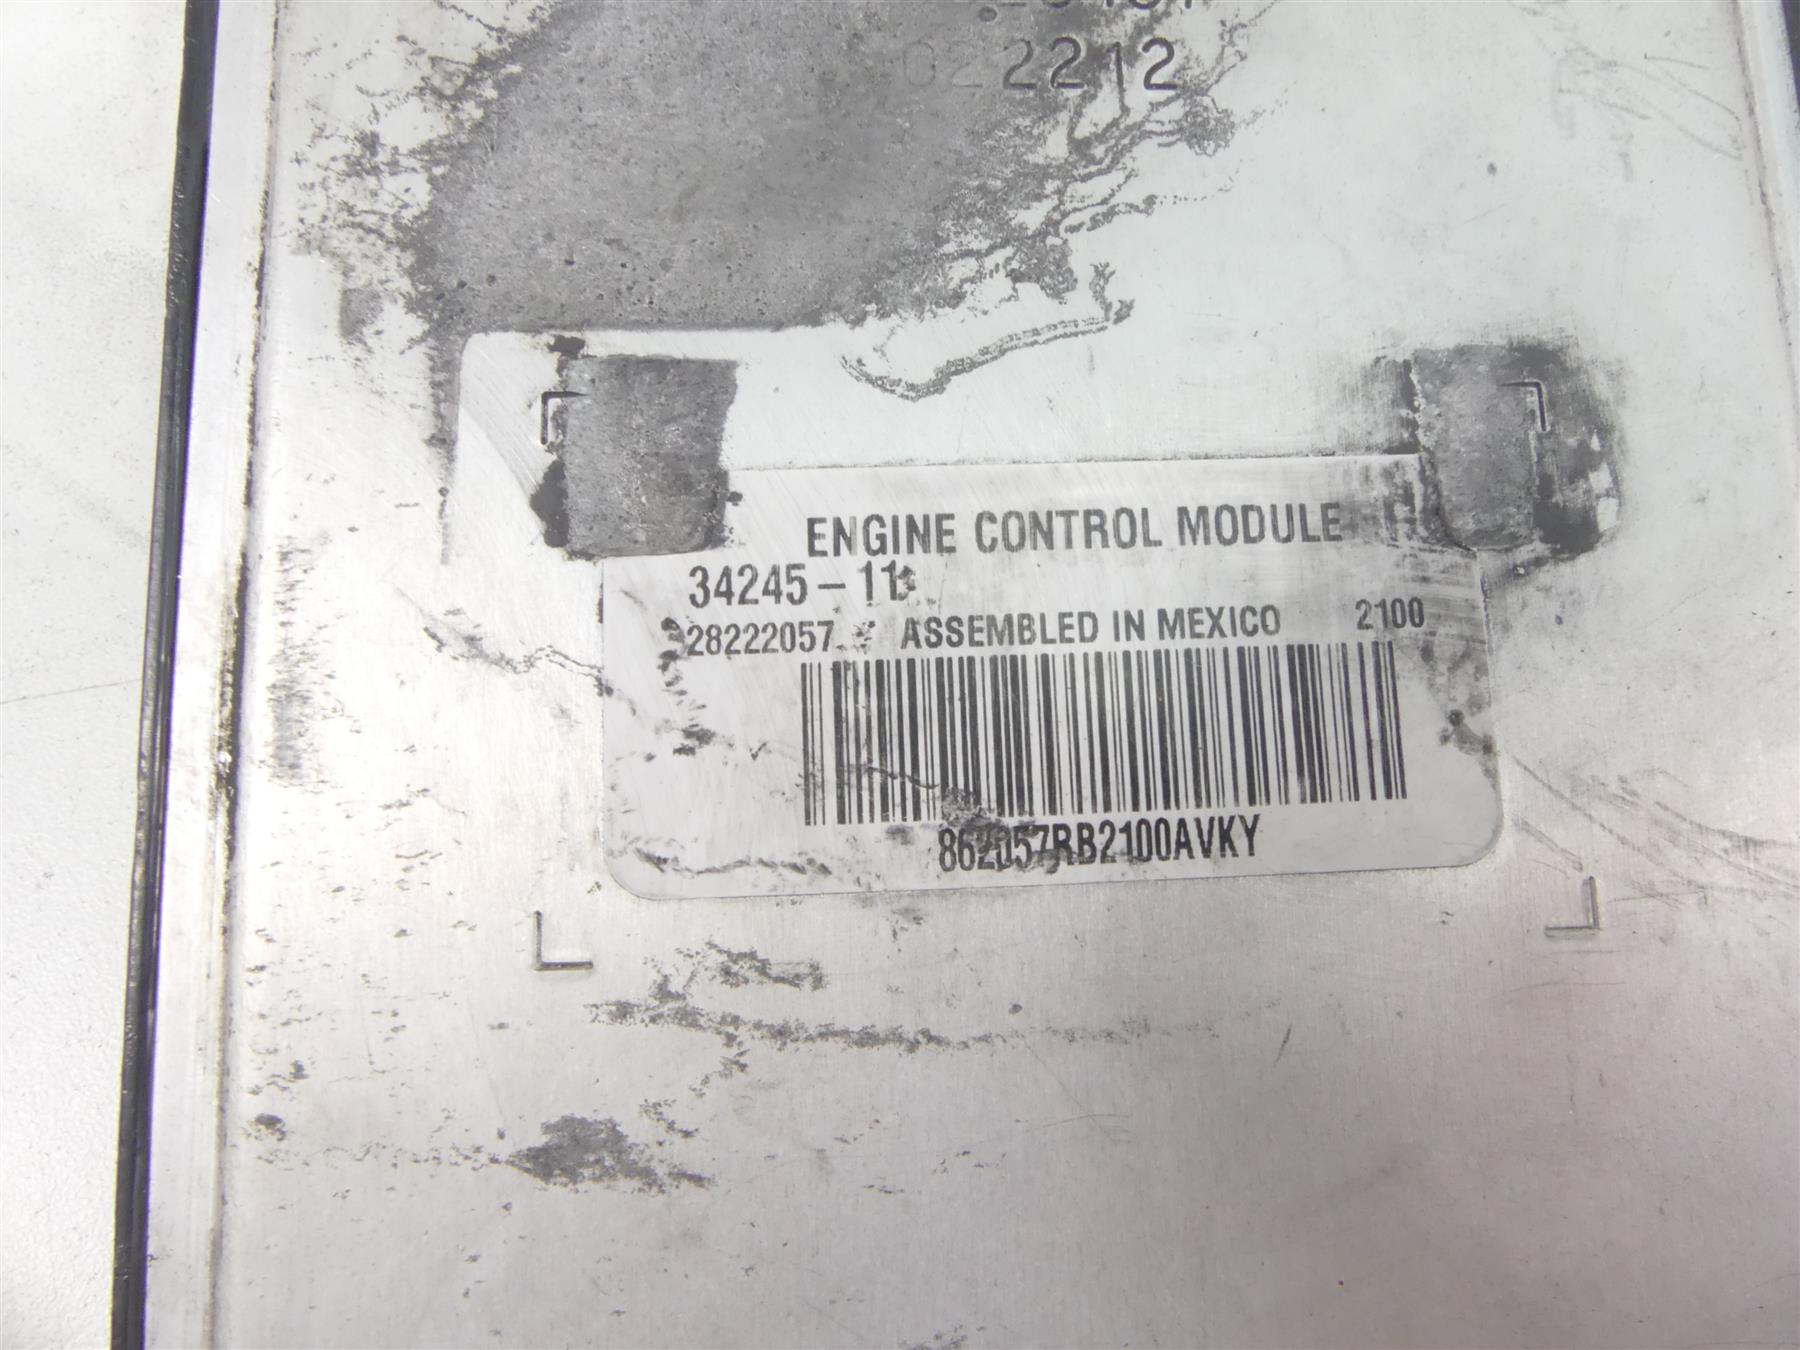 022212
ENGINE CONTROL MODULE
34245-11
28222057 ASSEMBLED IN MEXICO 2100
862057RB2100AVKY